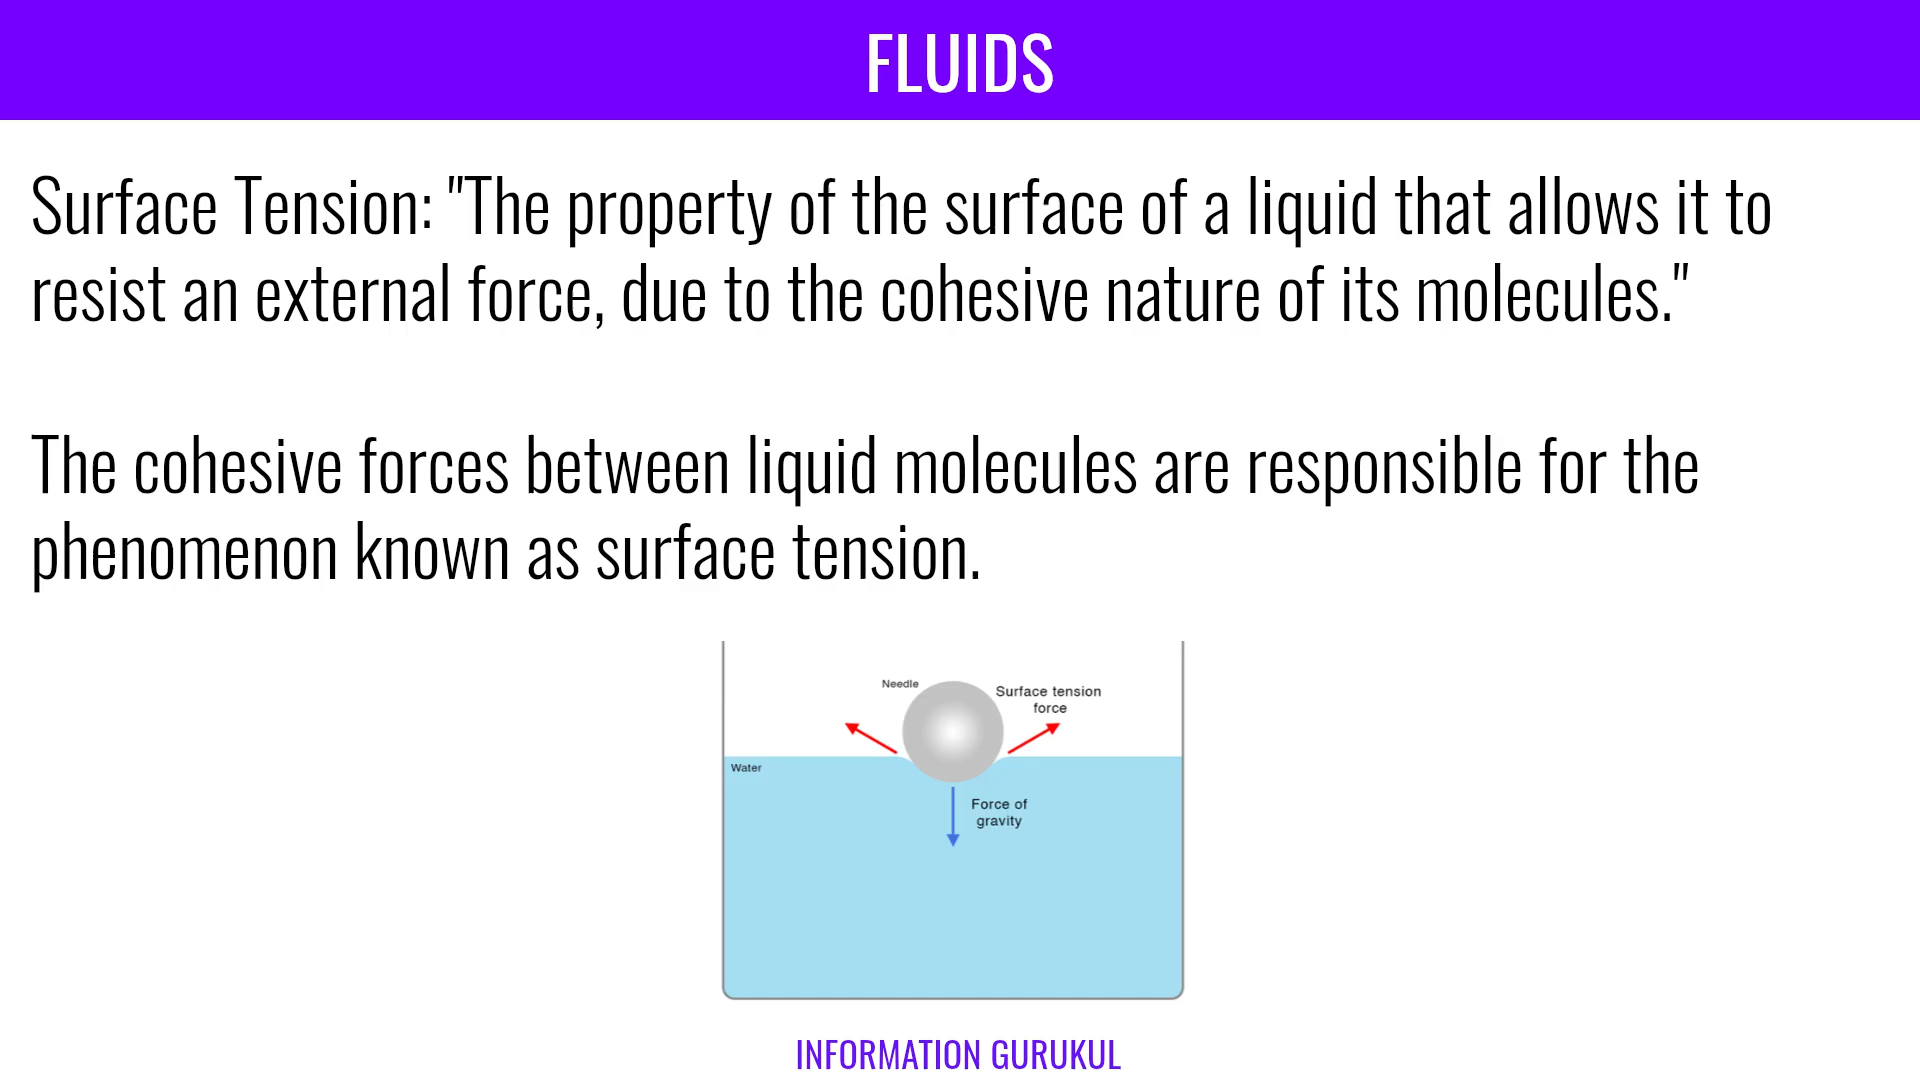 FLUIDS
Surface Tension: "The property of the surface of a liquid that allows it to
resist an external force, due to the cohesive nature of its molecules."
The cohesive forces between liquid molecules are responsible for the
phenomenon known as surface tension.
Needle
Surface tension
force
Water
Force of
gravity
INFORMATION GURUKUL